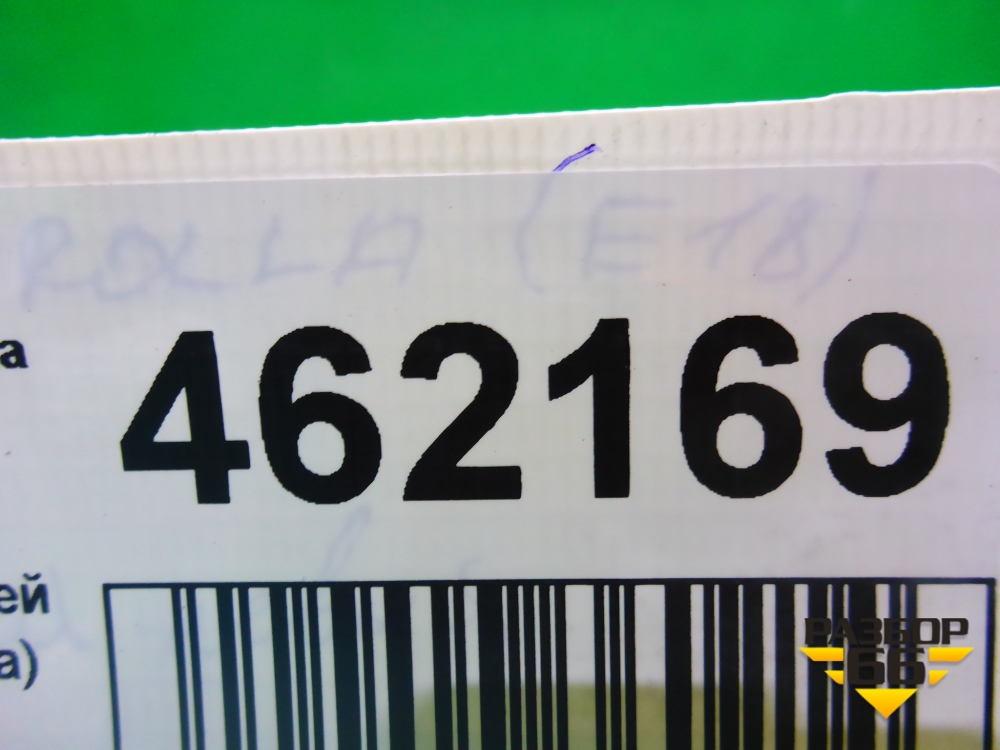 ROLLA (E18)
а 462169
ей
а)
РАЗБОР
66